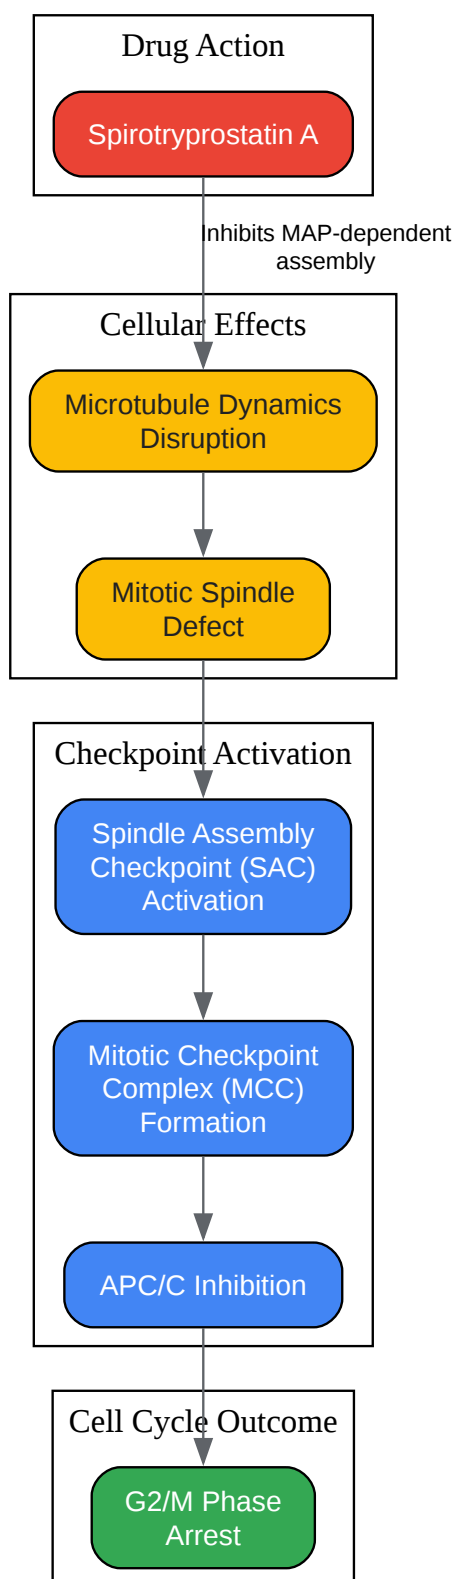 Drug Action
Spirotryprostatin A
Inhibits MAP-dependent
assembly
Cellular Effects
Microtubule Dynamics
Disruption
Mitotic Spindle
Defect
Checkpoint Activation
Spindle Assembly
Checkpoint (SAC)
Activation
Mitotic Checkpoint
Complex (MCC)
Formation
APC/C Inhibition
Cell Cycle Outcome
G2/M Phase
Arrest